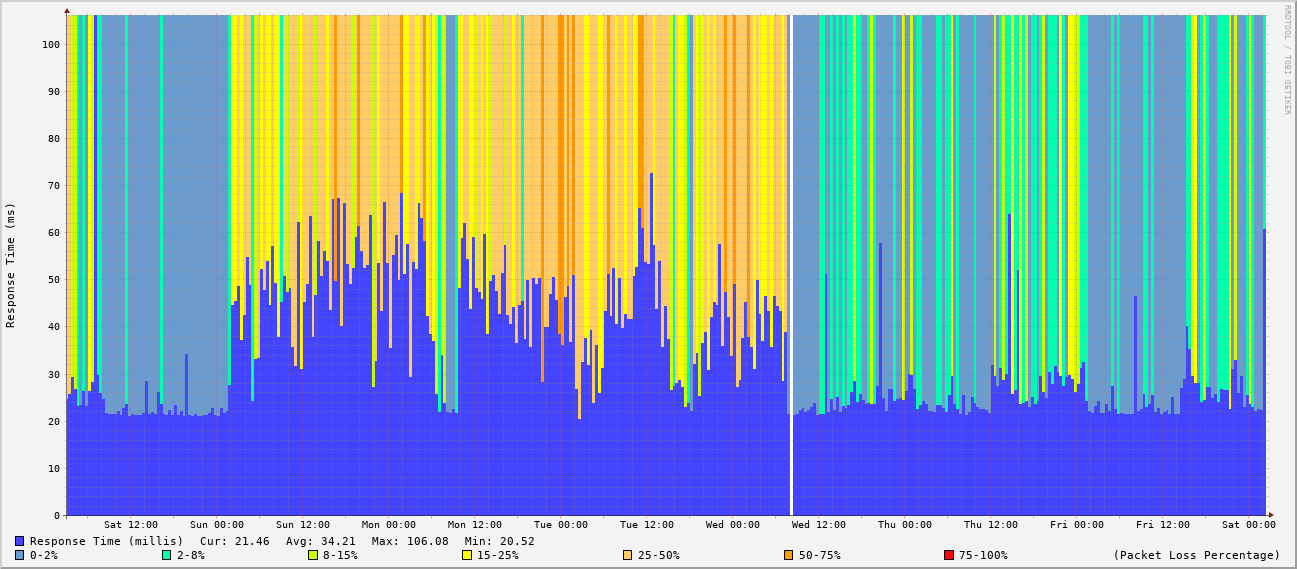 RRDTOOL / TOBI OETIKER
Response Time (ms)
100
90
80
70
60
50
40
30
20
10
0
Sat 12:00 Sun 00:00 Sun 12:00 Mon 00:00 Mon 12:00 Tue 00:00 Tue 12:00 Wed 00:00 Wed 12:00 Thu 00:00 Thu 12:00 Fri 00:00 Fri 12:00 Sat 00:00
Response Time (millis) Cur: 21.46 Avg: 34.21 Max: 106.08 Min: 20.52
0-2% 2-8% 8-15% 15-25% 25-50% 50-75% 75-100% (Packet Loss Percentage)